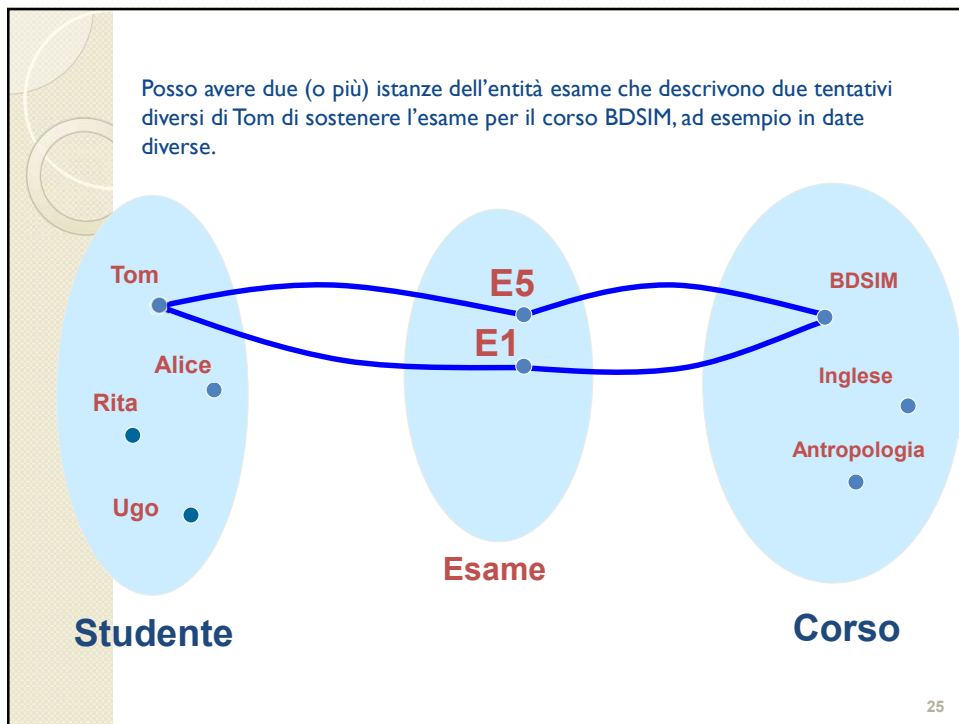 Posso avere due (o più) istanze dell'entità esame che descrivono due tentativi
diversi di Tom di sostenere l'esame per il corso BDSIM, ad esempio in date
diverse.
Tom
E5
BDSIM
E1
Alice
Inglese
Rita
Antropologia
Ugo
Esame
Studente
Corso
25